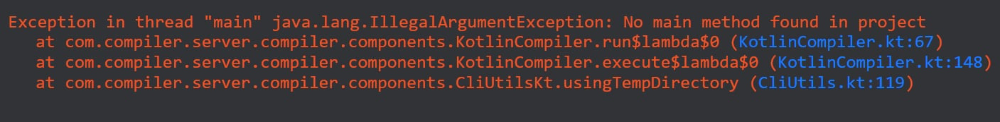 Exception in thread "main" java.lang.IllegalArgumentException: No main method found in project
at com.compiler.server.compiler.components.KotlinCompiler.run$lambda$0 (KotlinCompiler.kt:67)
at com.compiler.server.compiler.components.KotlinCompiler.execute$lambda$0 (KotlinCompiler.kt:148)
at com.compiler.server.compiler.components.CliUtilsKt.usingTempDirectory (CliUtils.kt:119)